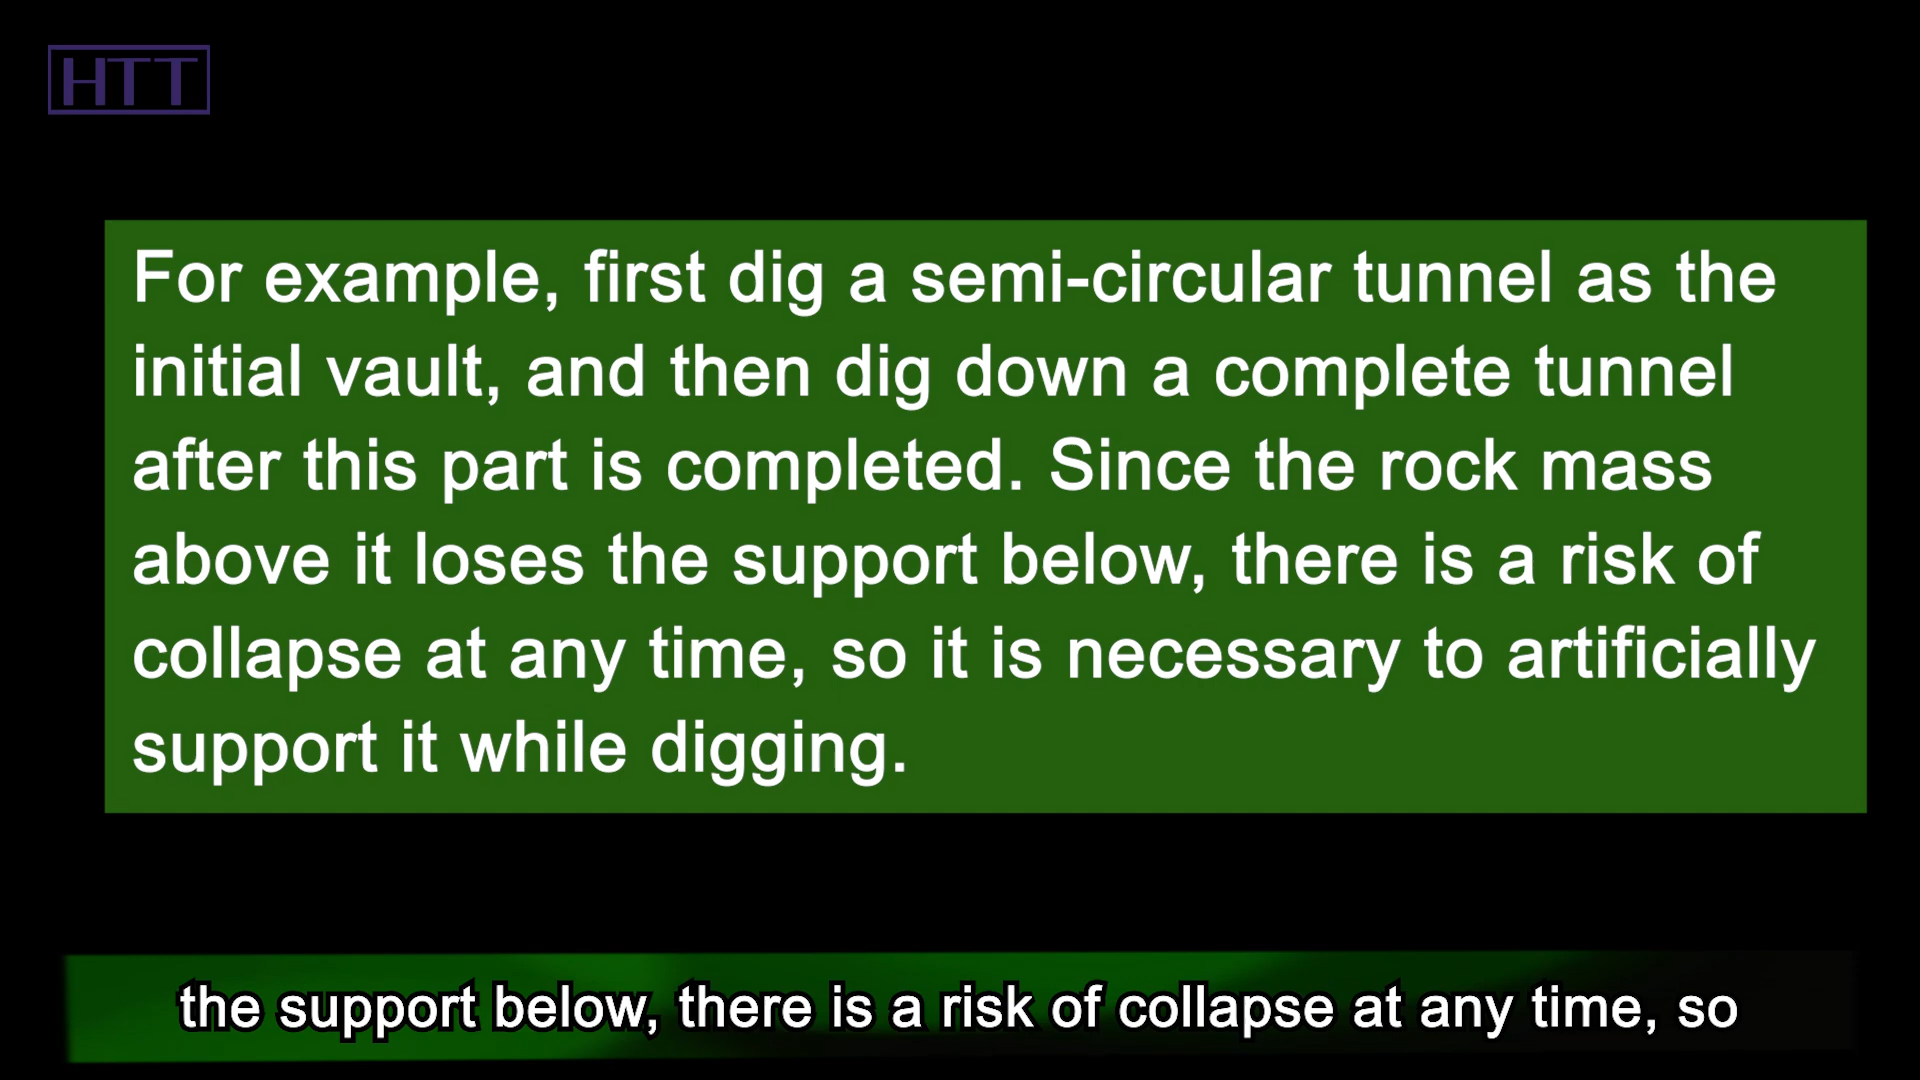 HTT
For example, first dig a semi-circular tunnel as the
initial vault, and then dig down a complete tunnel
after this part is completed. Since the rock mass
above it loses the support below, there is a risk of
collapse at any time, so it is necessary to artificially
support it while digging.
the support below, there is a risk of collapse at any time, so